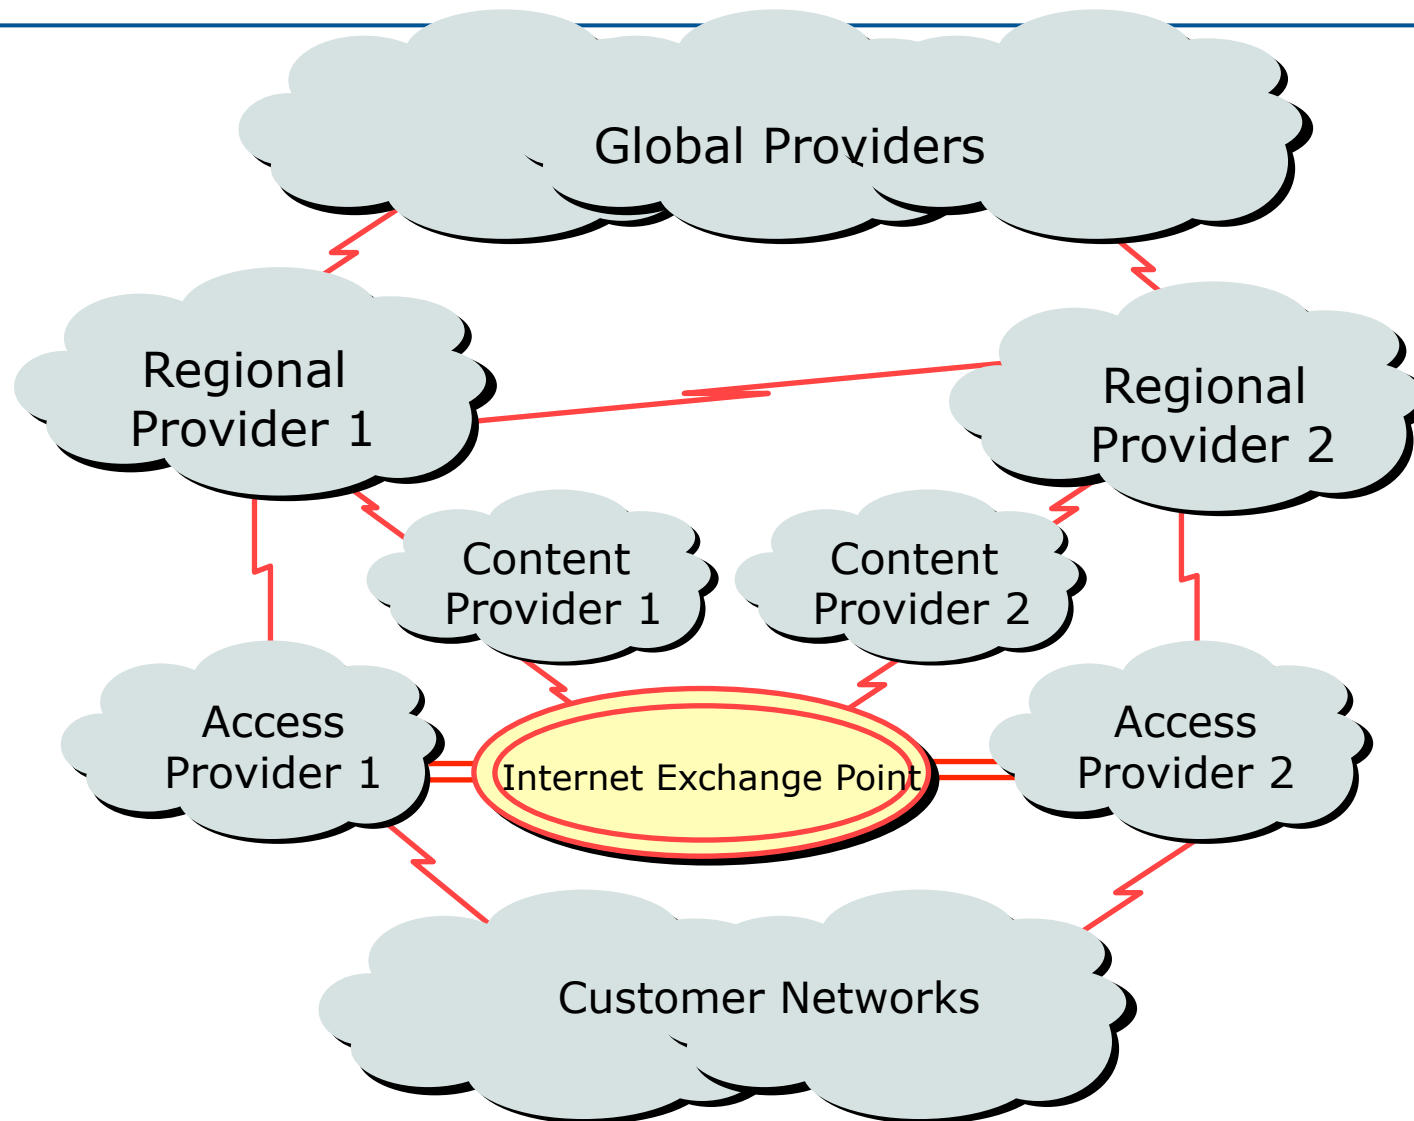 Global Providers
Regional
Provider 1
Regional
Provider 2
Content
Provider 1
Content
Provider 2
Access
Provider 1
Internet Exchange Point
Access
Provider 2
Customer Networks